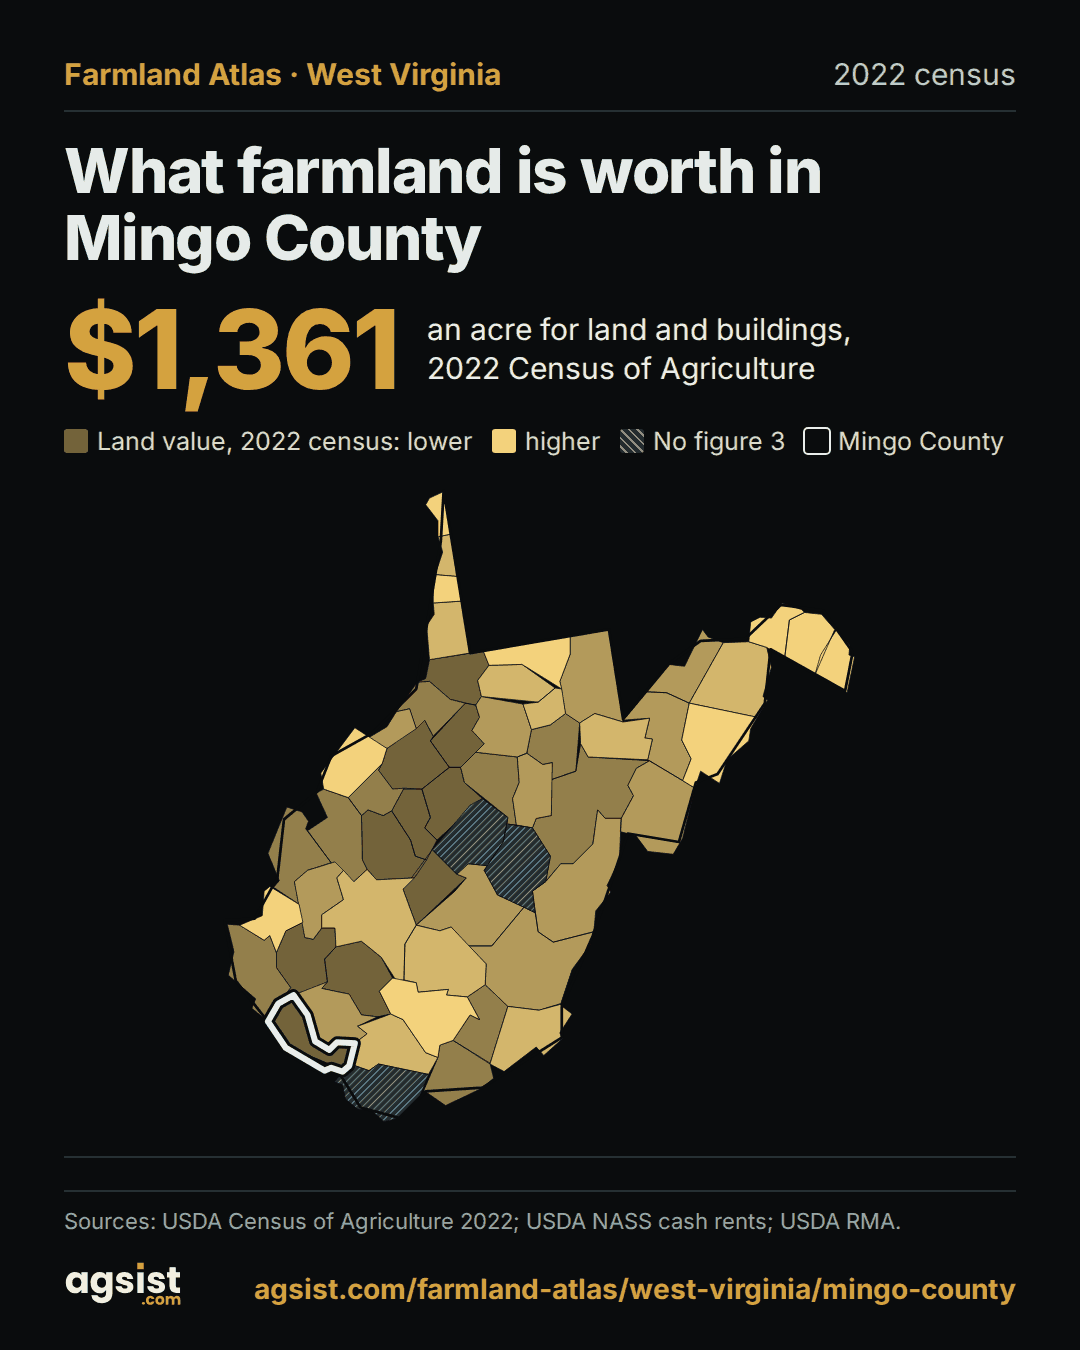 Farmland Atlas · West Virginia
2022 census
What farmland is worth in
Mingo County
$1,361
an acre for land and buildings,
2022 Census of Agriculture
Land value, 2022 census: lower
higher
No figure 3
Mingo County
Sources: USDA Census of Agriculture 2022; USDA NASS cash rents; USDA RMA.
agsist
.com
agsist.com/farmland-atlas/west-virginia/mingo-county